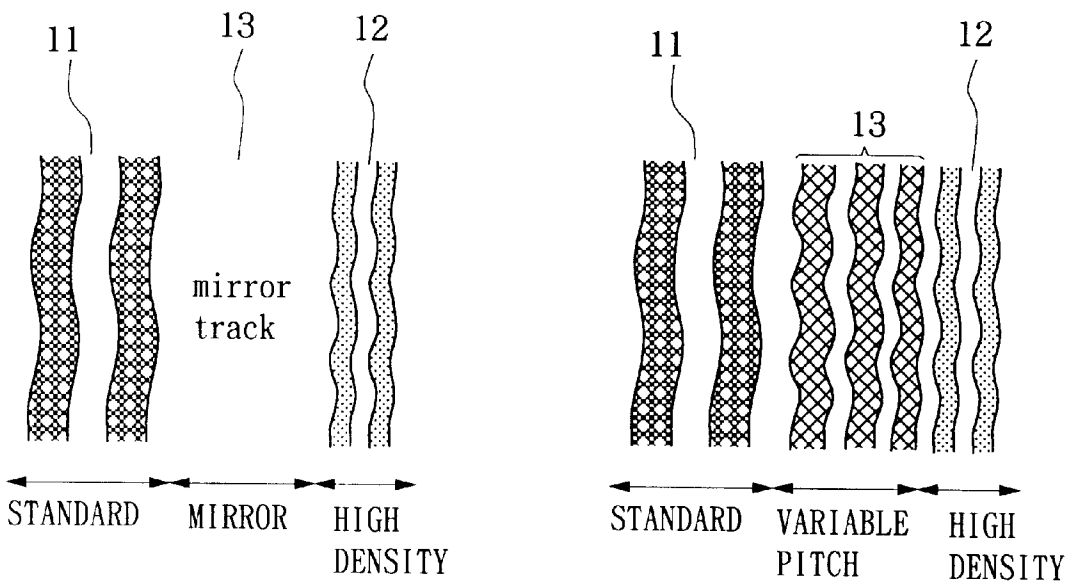 11
13
12
mirror
track
STANDARD
MIRROR
HIGH
DENSITY
11
13
12
STANDARD
VARIABLE
PITCH
HIGH
DENSITY